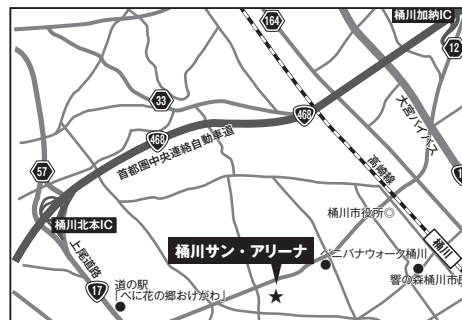 164
桶川加納IC
12
33
468
468
大宮バイパス
首都圏中央連絡自動車道
57
高崎線
桶川市役所◎
桶川北本IC
桶川
桶川サン・アリーナ
ベニバナウォーク桶川
上尾道路
17
道の駅
「べに花の郷おけがわ」
響の森桶川市民